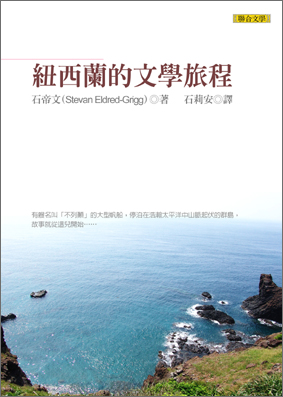 聯合文學
紐西蘭的文學旅程
石帝文(Stevan Eldred-Grigg)◎著 石莉安◎譯
有艘名叫「不列顛」的大型帆船，停泊在浩瀚太平洋中山脈起伏的群島，
故事就從這兒開始……